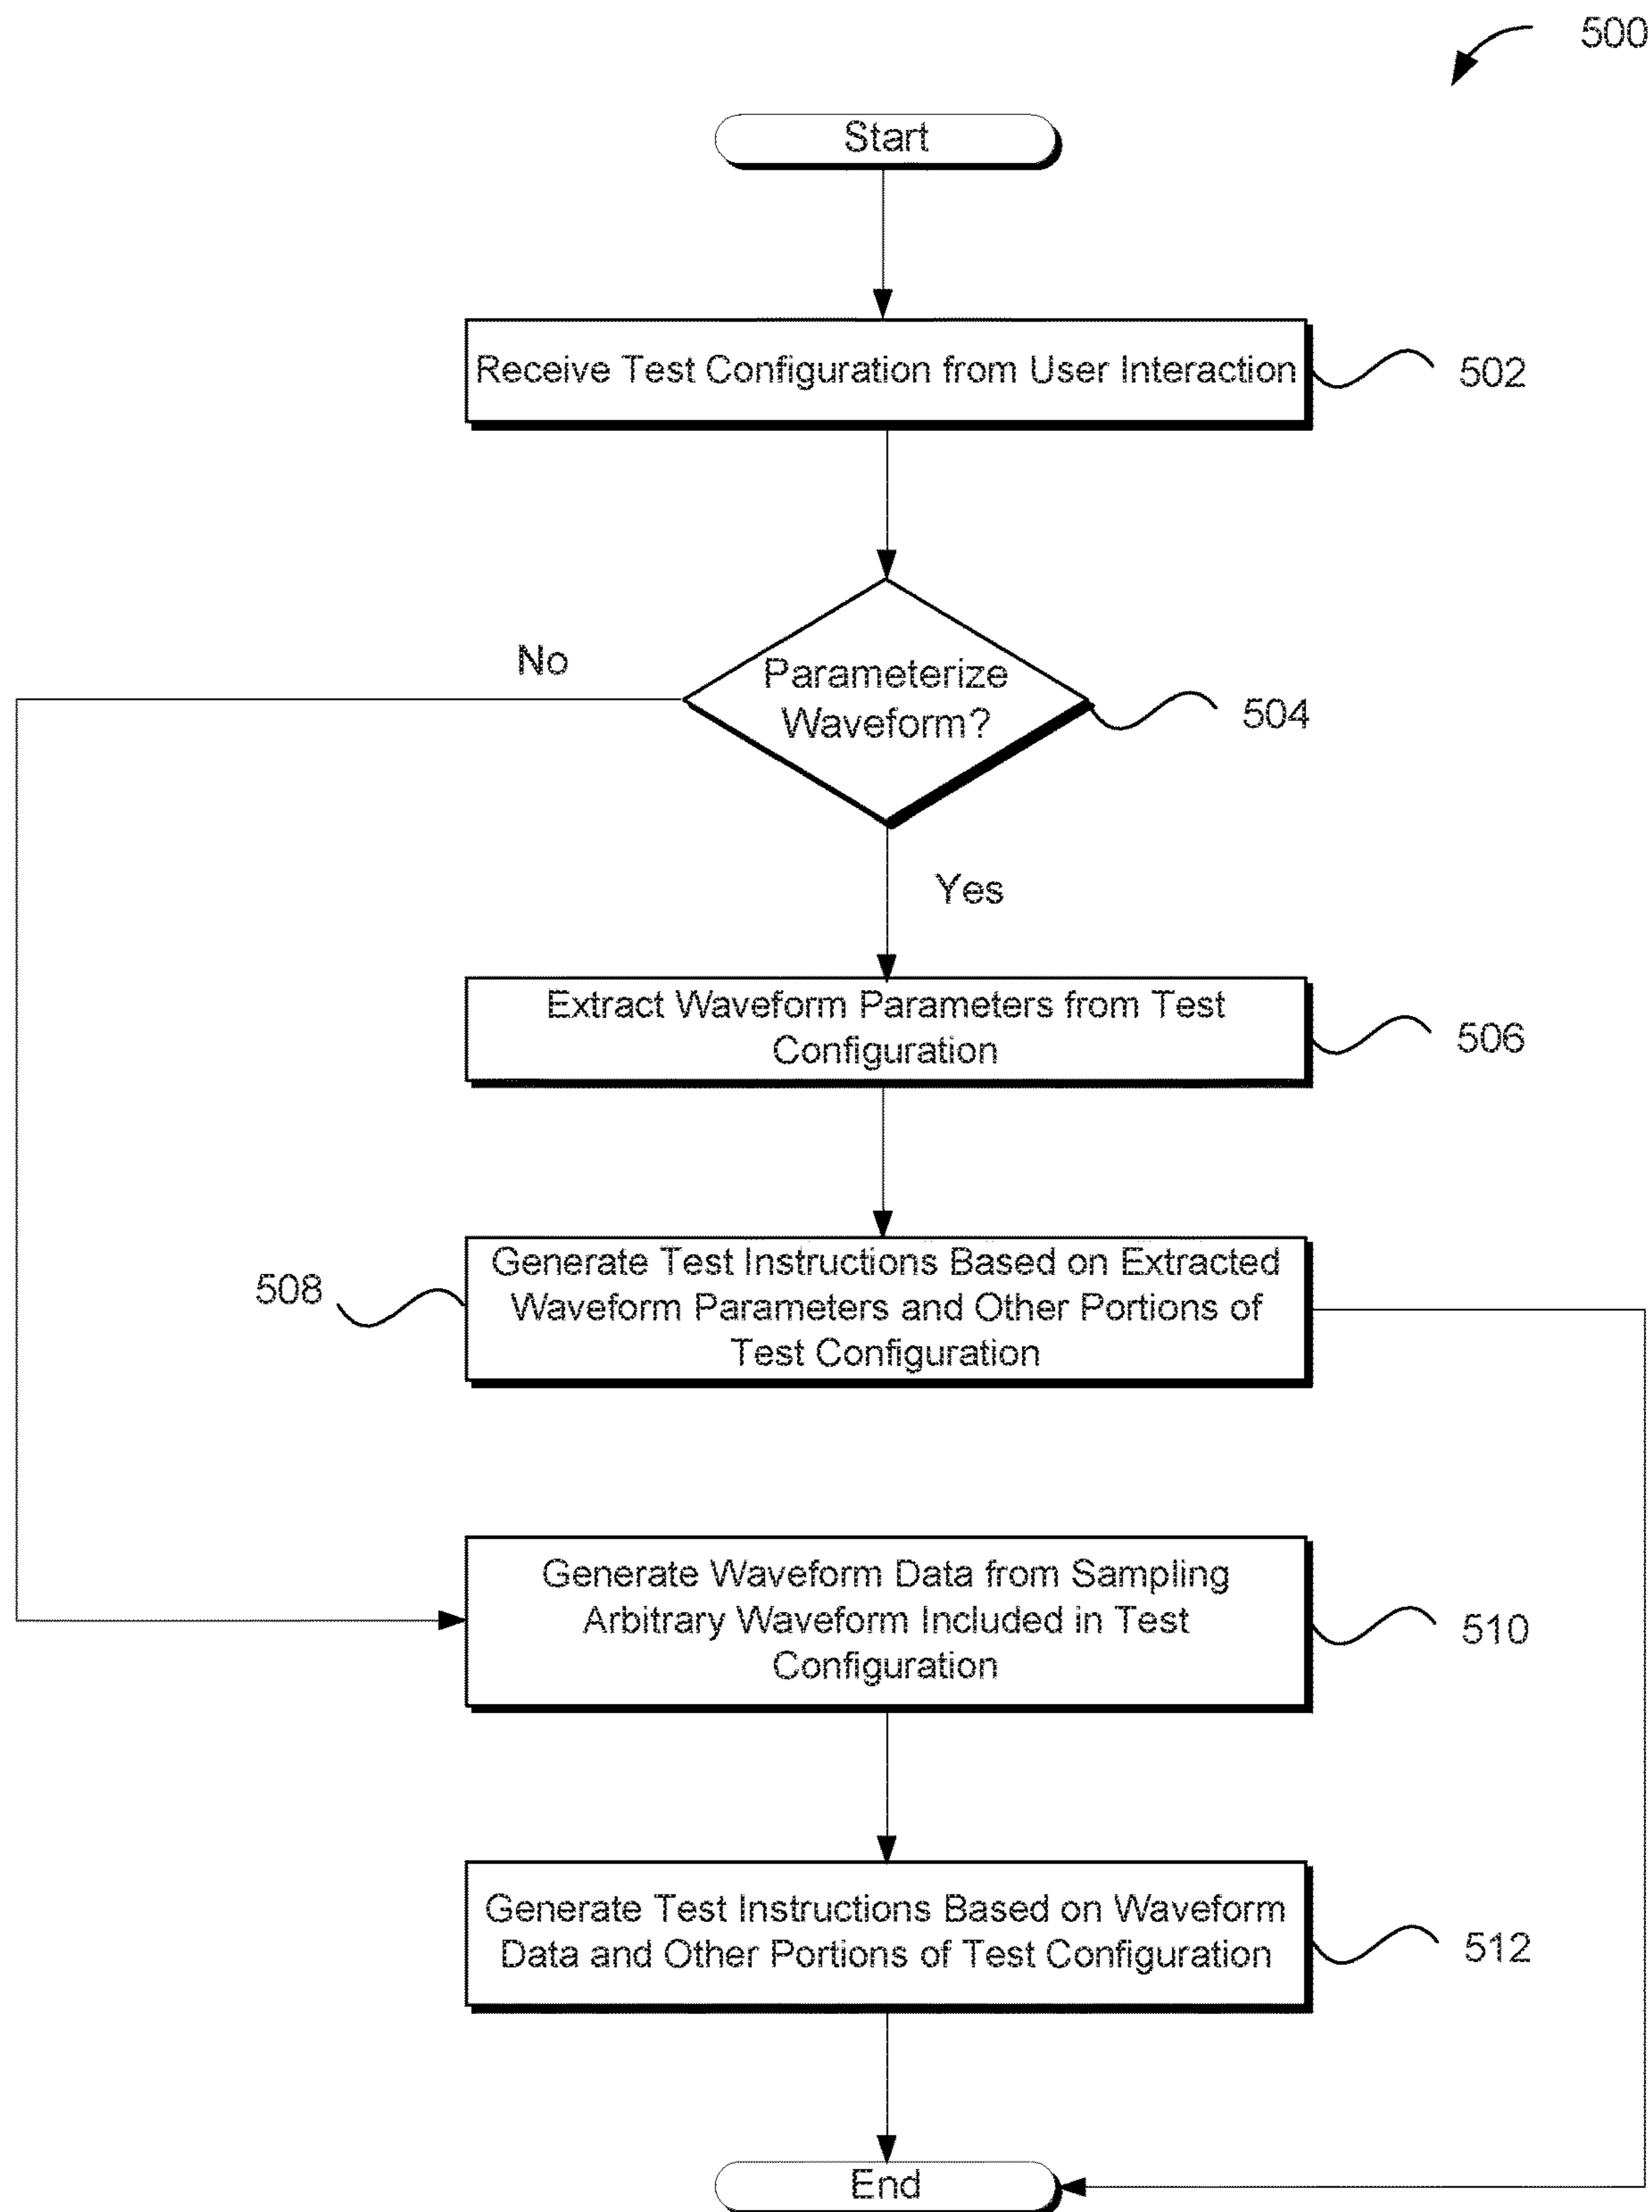 500
Start
Receive Test Configuration from User Interaction
502
No
Parameterize
Waveform?
504
Yes
Extract Waveform Parameters from Test
Configuration
506
Generate Test Instructions Based on Extracted
Waveform Parameters and Other Portions of
Test Configuration
508
Generate Waveform Data from Sampling
Arbitrary Waveform Included in Test
Configuration
510
Generate Test Instructions Based on Waveform
Data and Other Portions of Test Configuration
512
End